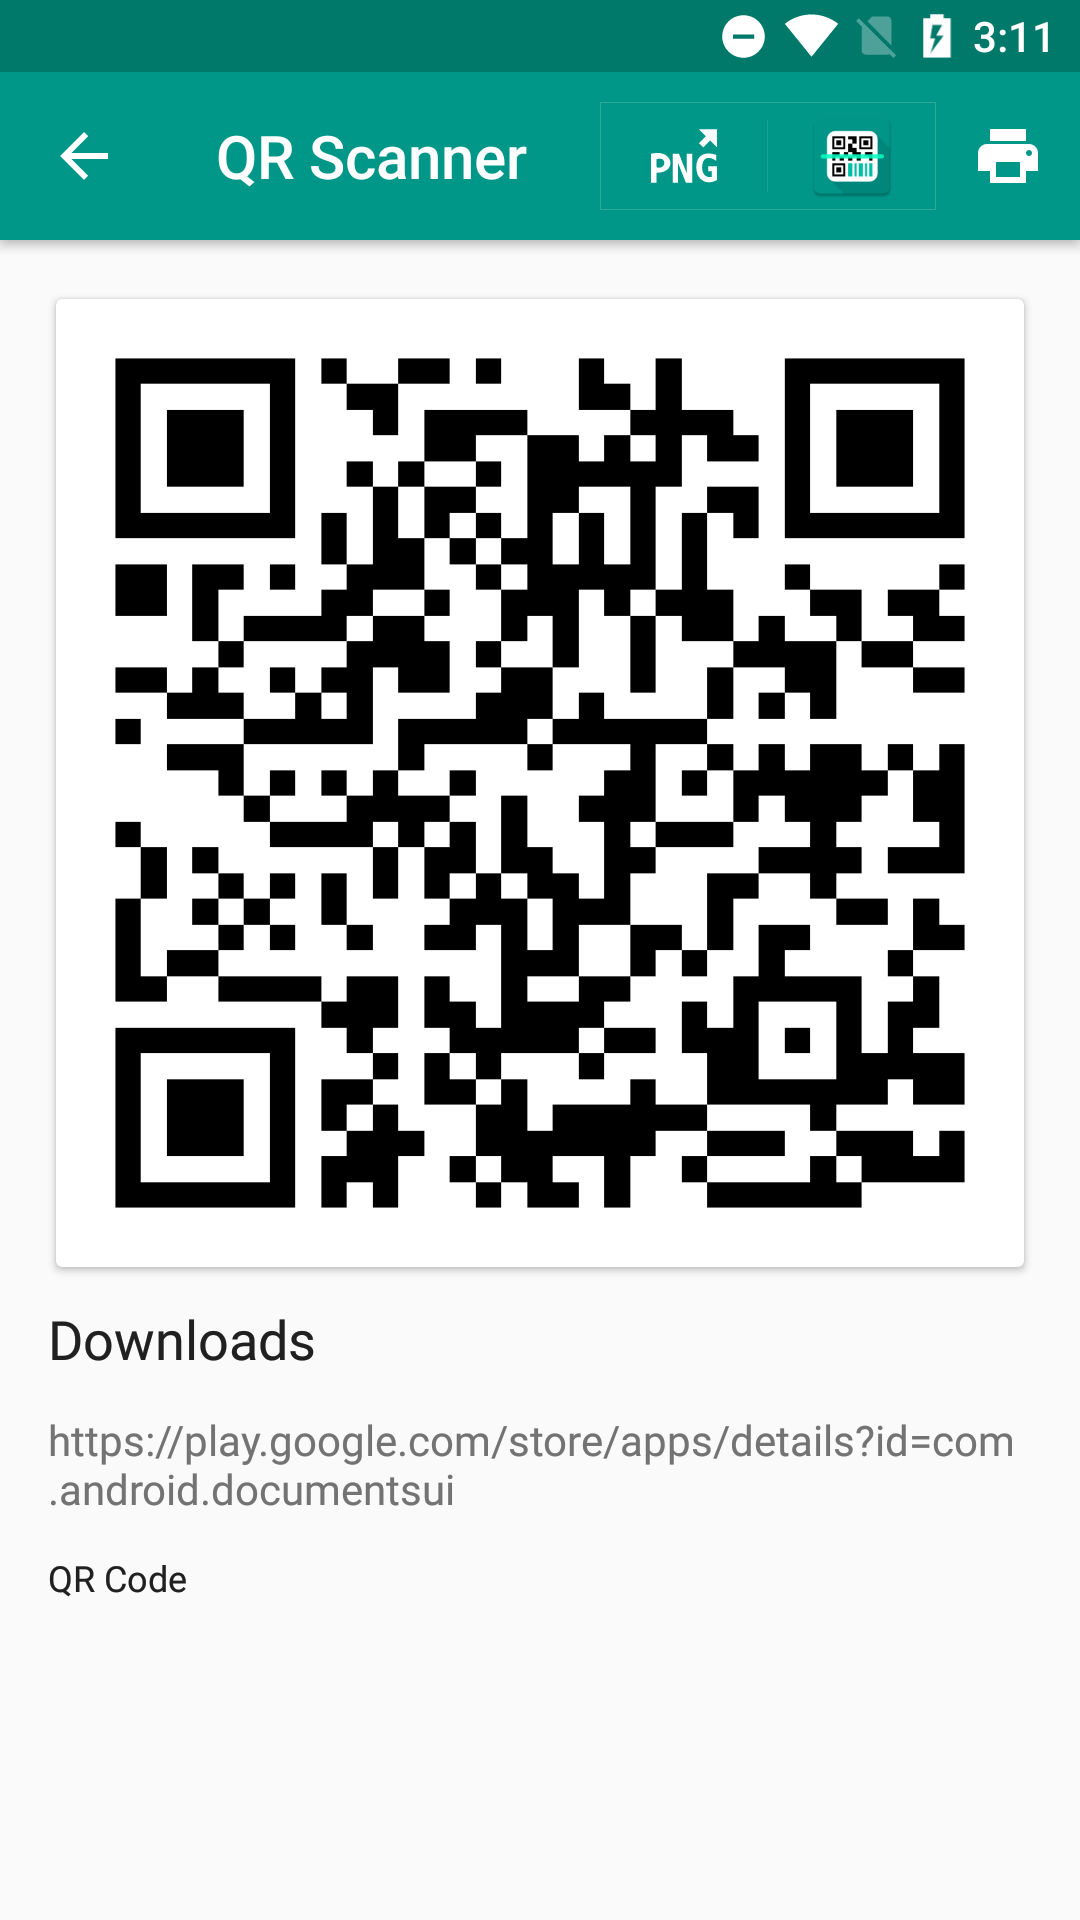 3:11
QR Scanner
PNG
Downloads
https://play.google.com/store/apps/details?id=com
.android.documentsui
QR Code